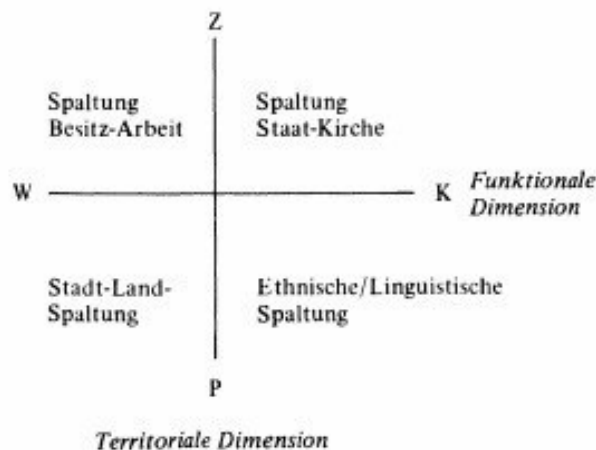 Z
Spaltung
Besitz-Arbeit
Spaltung
Staat-Kirche
W
K
Funktionale
Dimension
Stadt-Land-
Spaltung
Ethnische/Linguistische
Spaltung
P
Territoriale Dimension